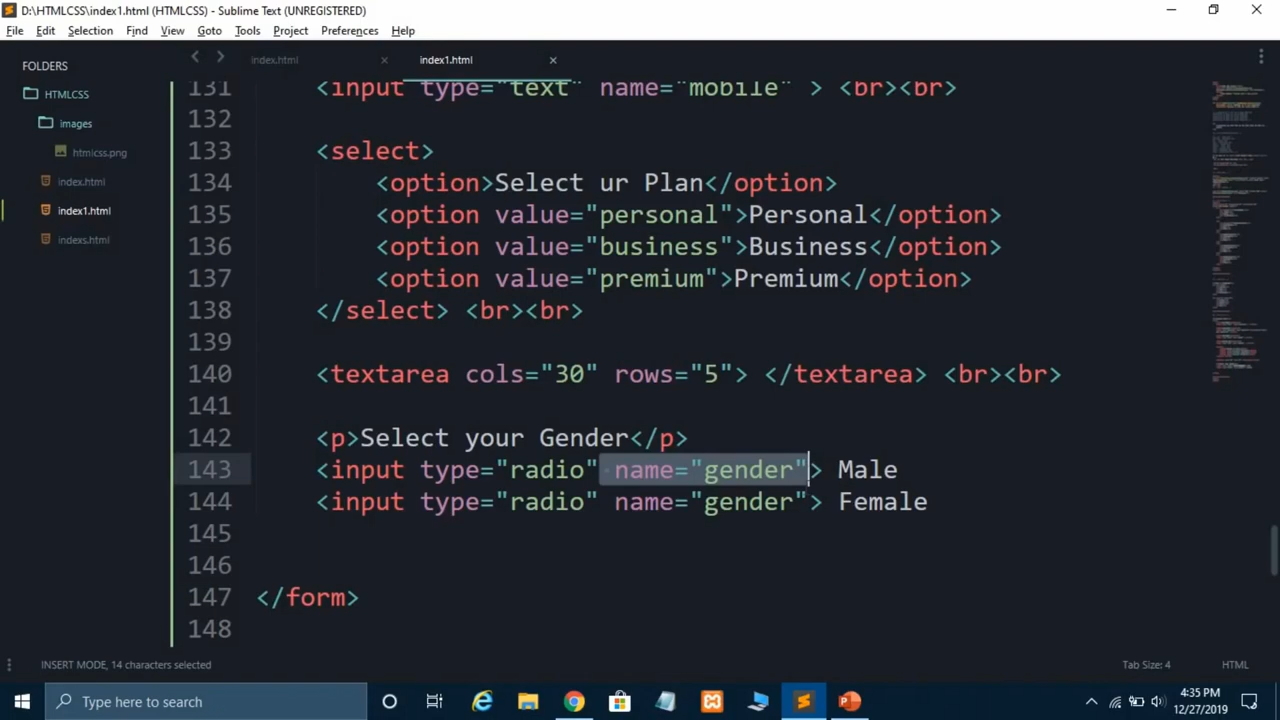 D:\HTMLCSS\index1.html (HTMLCSS) - Sublime Text (UNREGISTERED)
File Edit Selection Find View Goto Tools Project Preferences Help
FOLDERS
HTMLCSS
images
htmlcss.png
index.html
index1.html
indexs.html
index.html
index1.html
131 <input type="text" name="mobile" > <br><br>
132
133 <select>
134 <option>Select ur Plan</option>
135 <option value="personal">Personal</option>
136 <option value="business">Business</option>
137 <option value="premium">Premium</option>
138 </select> <br><br>
139
140 <textarea cols="30" rows="5"> </textarea> <br><br>
141
142 <p>Select your Gender</p>
143 <input type="radio" name="gender"> Male
144 <input type="radio" name="gender"> Female
145
146
147 </form>
148
INSERT MODE, 14 characters selected
Tab Size: 4
HTML
Type here to search
4:35 PM
12/27/2019